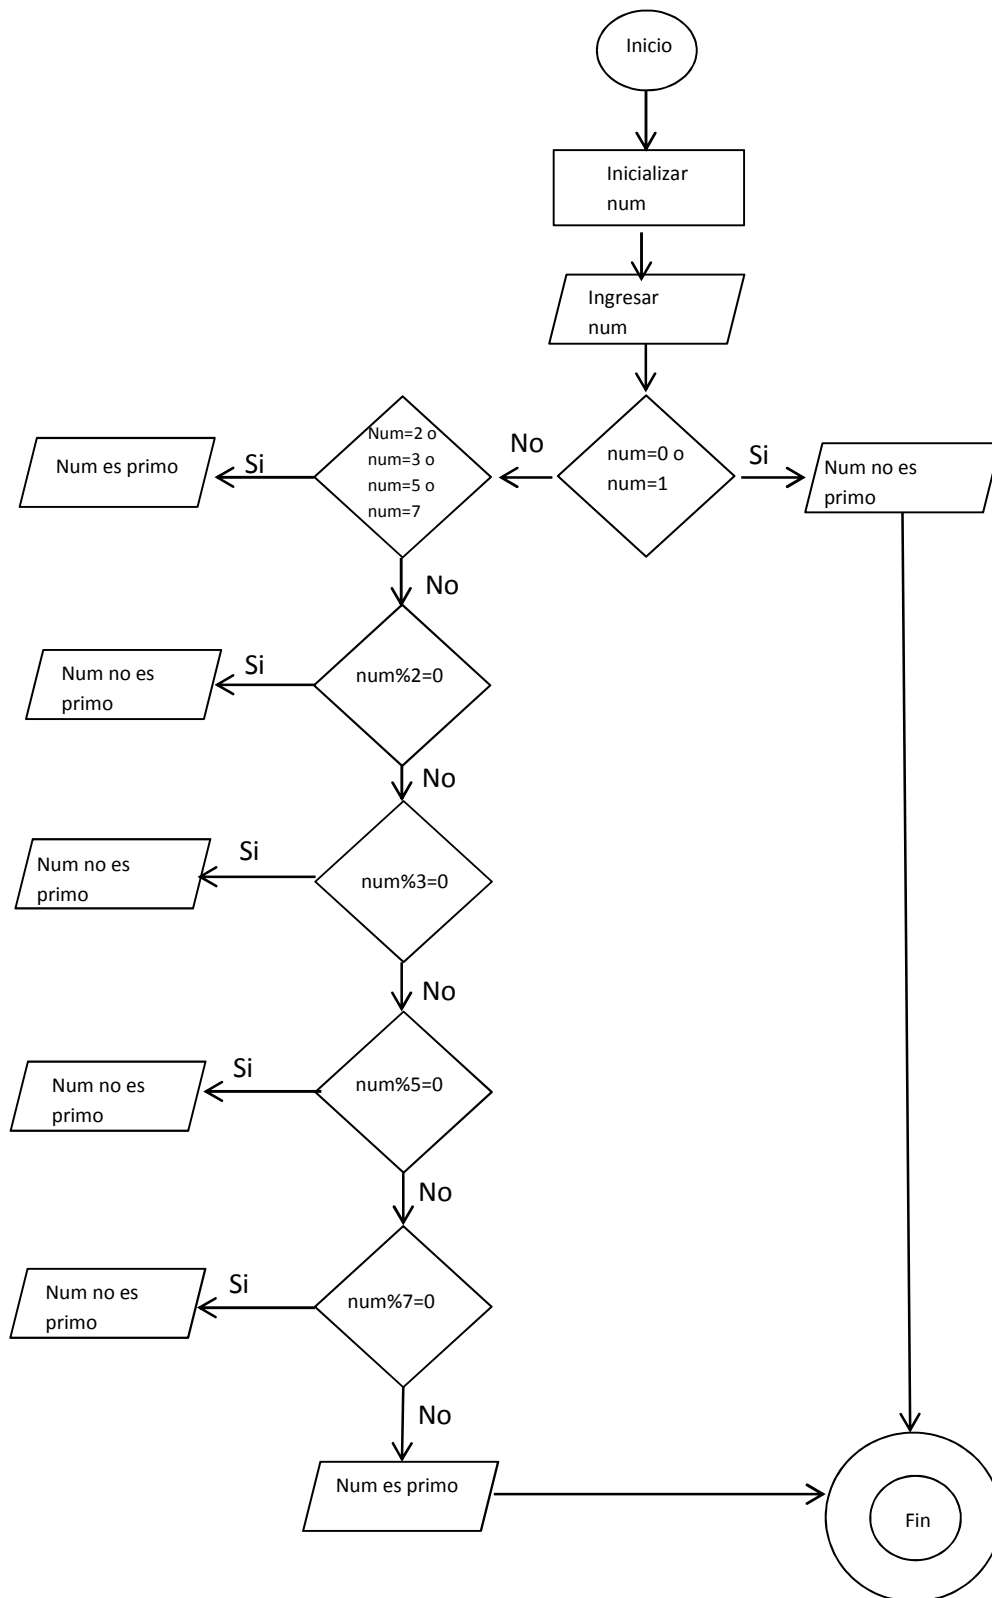 Inicio
Inicializar
num
Ingresar
num
Num es primo
Si
Num=2 o
num=3 o
num=5 o
num=7
No
num=0 o
num=1
Si
Num no es
primo
No
Num no es
primo
Si
num%2=0
No
Num no es
primo
Si
num%3=0
No
Num no es
primo
Si
num%5=0
No
Num no es
primo
Si
num%7=0
No
Num es primo
Fin